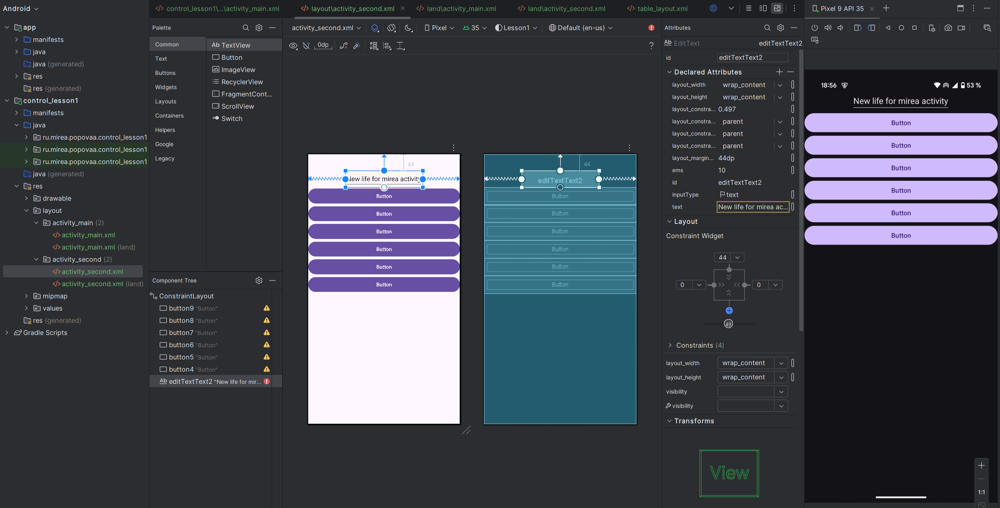 Android
control_lesson1\...\activity_main.xml
layout\activity_second.xml
land\activity_main.xml
land\activity_second.xml
table_layout.xml
Pixel 9 API 35
app
manifests
java
java (generated)
res
res (generated)
control_lesson1
manifests
java
ru.mirea.popovaa.control_lesson1
ru.mirea.popovaa.control_lesson1
ru.mirea.popovaa.control_lesson1
java (generated)
res
drawable
layout
activity_main (2)
activity_main.xml
activity_main.xml (land)
activity_second (2)
activity_second.xml
activity_second.xml (land)
mipmap
values
res (generated)
Gradle Scripts
Palette
Common
Text
Buttons
Widgets
Layouts
Containers
Helpers
Google
Legacy
Ab TextView
Button
ImageView
RecyclerView
FragmentCont...
ScrollView
Switch
Component Tree
ConstraintLayout
button9 "Button"
button8 "Button"
button7 "Button"
button6 "Button"
button5 "Button"
button4 "Button"
Ab editTextText2 "New life for mir...
activity_second.xml
Pixel
35
Lesson1
Default (en-us)
0dp
?
44
New life for mirea activity
Button
Button
Button
Button
Button
Button
44
editTextText2
Button
Button
Button
Button
Button
Button
Attributes
Ab EditText editTextText2
id editTextText2
Declared Attributes
layout_width wrap_content
layout_height wrap_content
layout_constra... 0.497
layout_constra... parent
layout_constra... parent
layout_constra... parent
layout_margin... 44dp
ems 10
id editTextText2
inputType text
text New life for mirea ac...
Layout
Constraint Widget
44
0
0
49
Constraints (4)
layout_width wrap_content
layout_height wrap_content
visibility
visibility
Transforms
View
18:56
53 %
New life for mirea activity
Button
Button
Button
Button
Button
Button
1:1